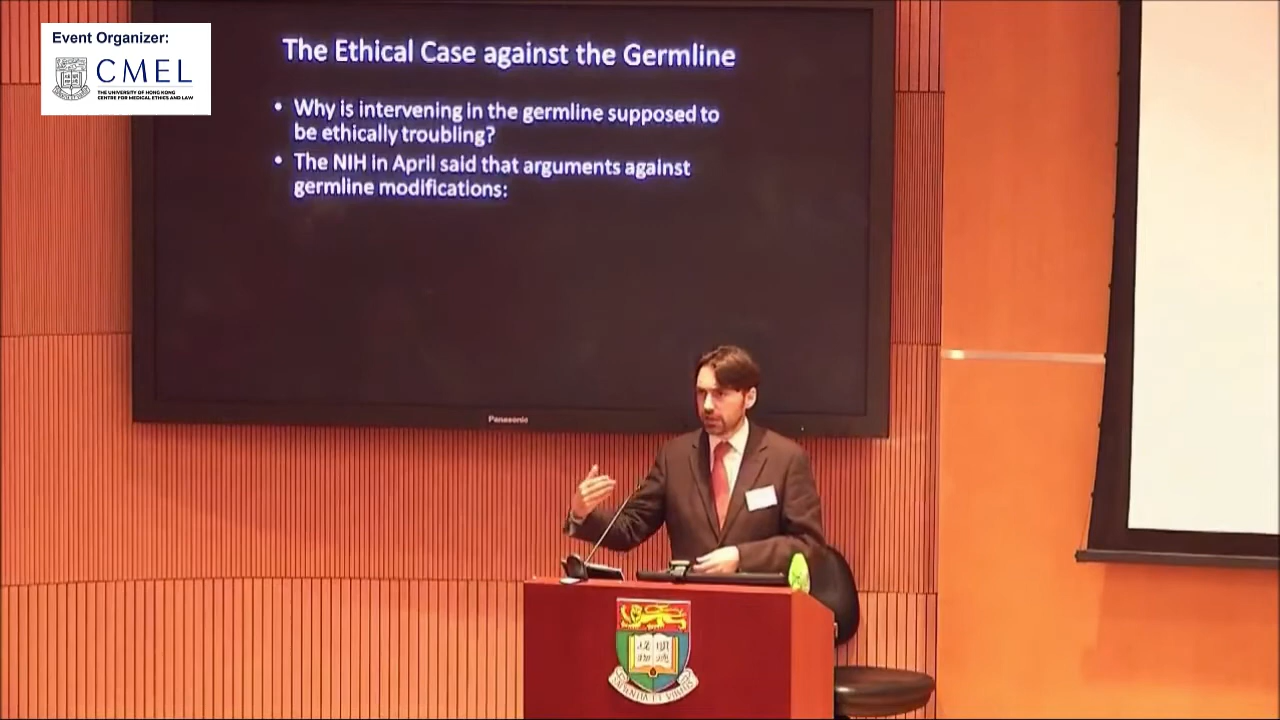 Event Organizer:
CMEL
THE UNIVERSITY OF HONG KONG
CENTRE FOR MEDICAL ETHICS AND LAW
The Ethical Case against the Germline
• Why is intervening in the germline supposed to
be ethically troubling?
• The NIH in April said that arguments against
germline modifications:
Panasonic